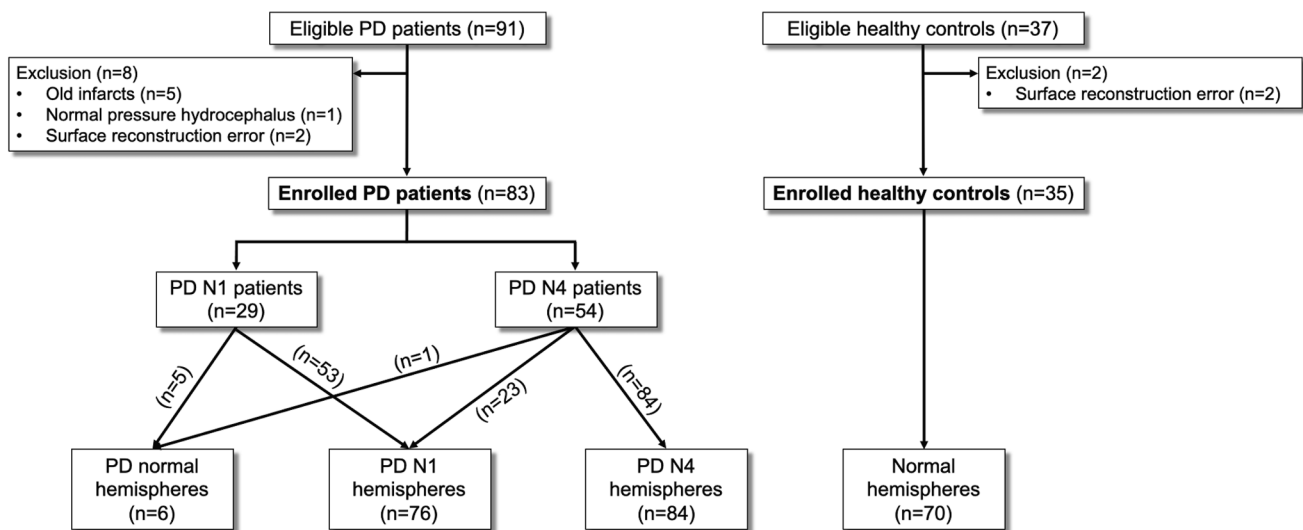 Eligible PD patients (n=91)
Eligible healthy controls (n=37)
Exclusion (n=8)
• Old infarcts (n=5)
• Normal pressure hydrocephalus (n=1)
• Surface reconstruction error (n=2)
Exclusion (n=2)
• Surface reconstruction error (n=2)
Enrolled PD patients (n=83)
Enrolled healthy controls (n=35)
PD N1 patients
(n=29)
PD N4 patients
(n=54)
(n=5)
(n=53)
(n=1)
(n=23)
(n=84)
PD normal
hemispheres
(n=6)
PD N1
hemispheres
(n=76)
PD N4
hemispheres
(n=84)
Normal
hemispheres
(n=70)